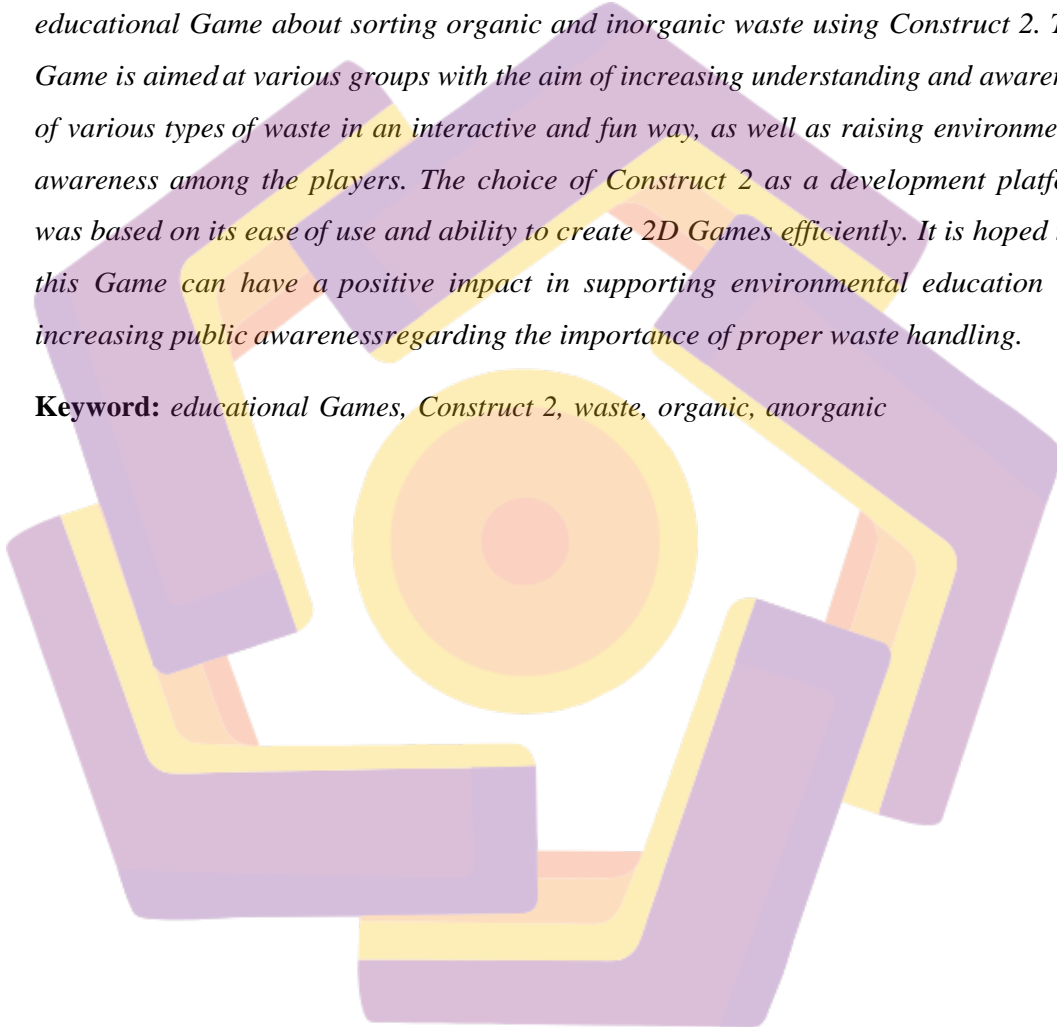 educational Game about sorting organic and inorganic waste using Construct 2. T
Game is aimed at various groups with the aim of increasing understanding and awaren
of various types of waste in an interactive and fun way, as well as raising environme
awareness among the players. The choice of Construct 2 as a development platfo
was based on its ease of use and ability to create 2D Games efficiently. It is hoped
this Game can have a positive impact in supporting environmental education
increasing public awarenessregarding the importance of proper waste handling.
Keyword: educational Games, Construct 2, waste, organic, anorganic